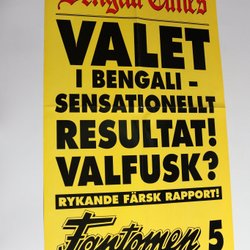 Bengali Times
VALET
I BENGALI -
SENSATIONELLT
RESULTAT!
VALFUSK?
RYKANDE FÄRSK RAPPORT!
Fantomen 5